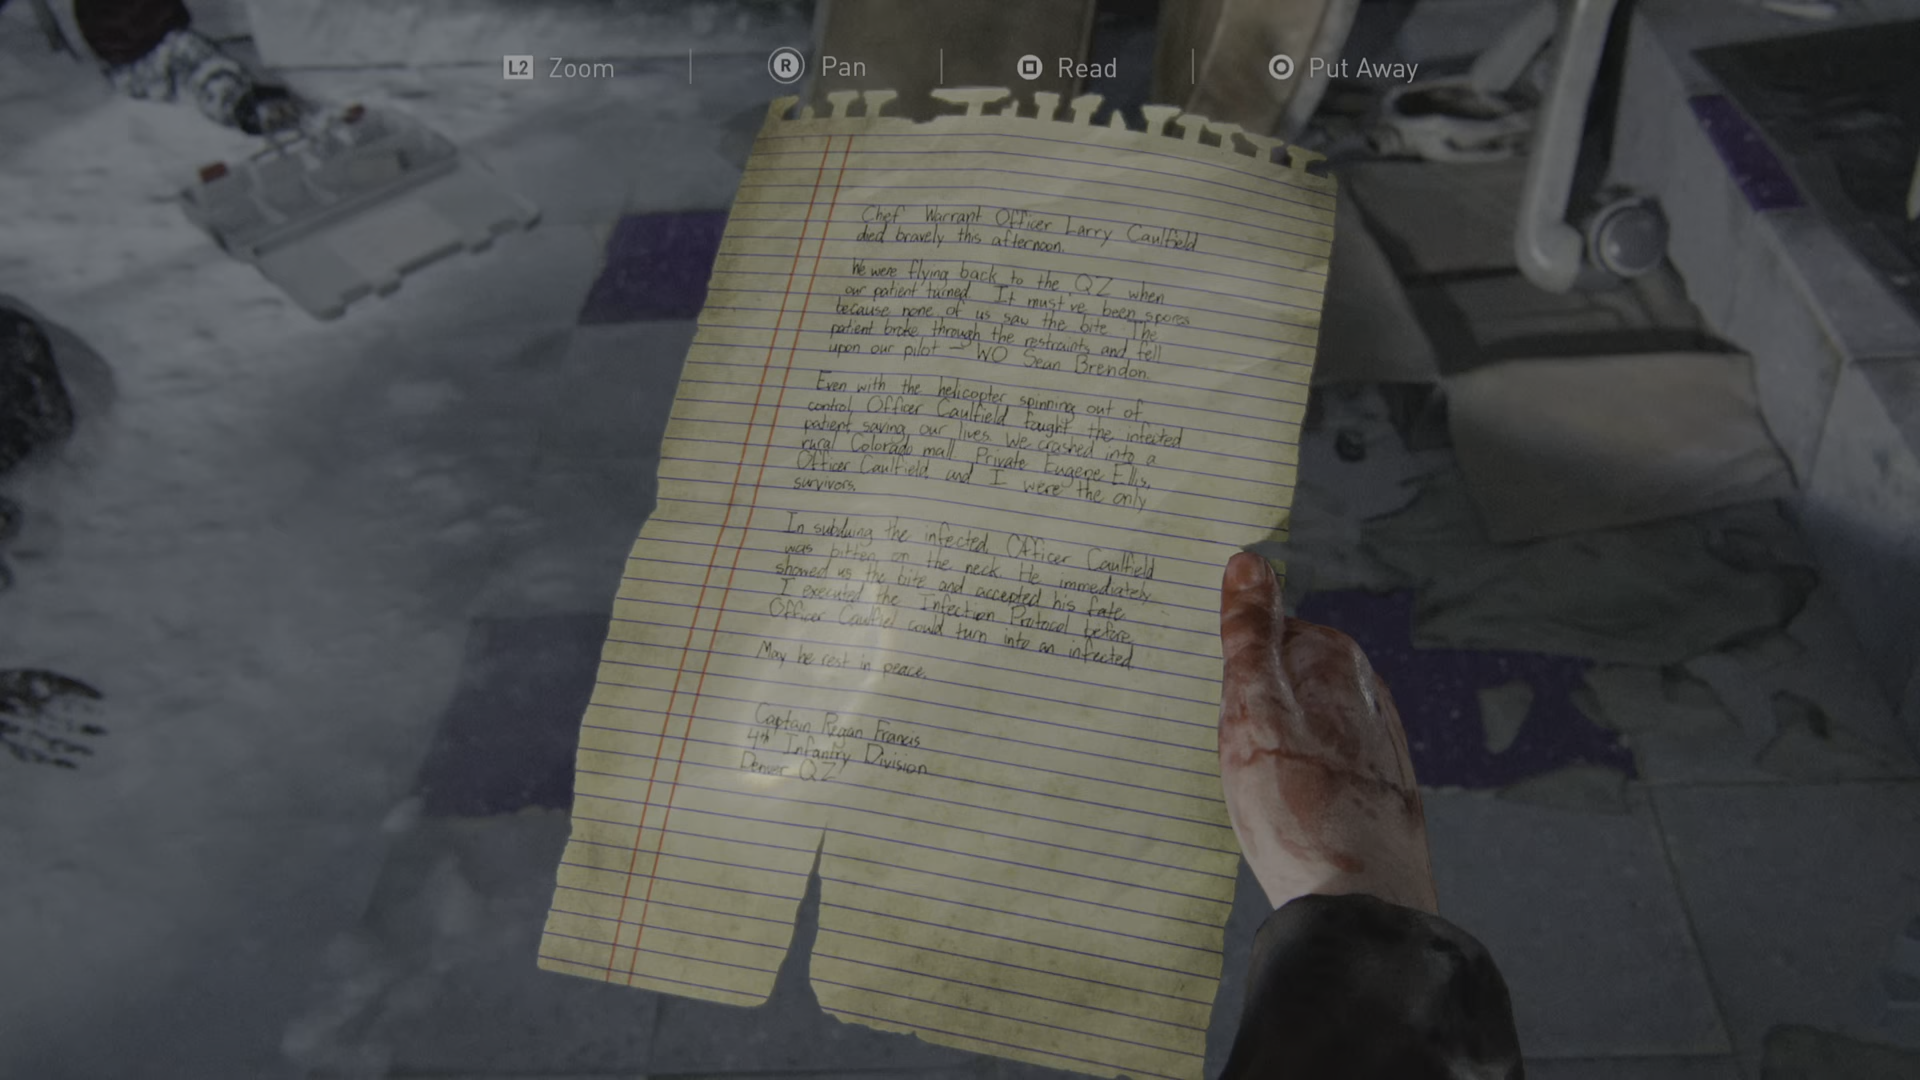 L2 Zoom
R Pan
Read
Put Away
Chef Warrant Officer Larry Caulfield
died bravely this afternoon.
We were flying back to the QZ when
our patient turned. It must've been spores
because none of us saw the bite. The
patient broke through the restraints and fell
upon our pilot - WO Sean Brendon.
Even with the helicopter spinning out of
control, Officer Caulfield fought the infected
patient saving our lives. We crashed into a
rural Colorado mall. Private Eugene Ellis,
Officer Caulfield, and I were the only
survivors.
In subduing the infected, Officer Caulfield
was bitten on the neck. He immediately
showed us the bite and accepted his fate.
I executed the Infection Protocol before
Officer Caulfiel could turn into an infected.
May he rest in peace.
Captain Regan Francis
4th Infantry Division
Denver QZ